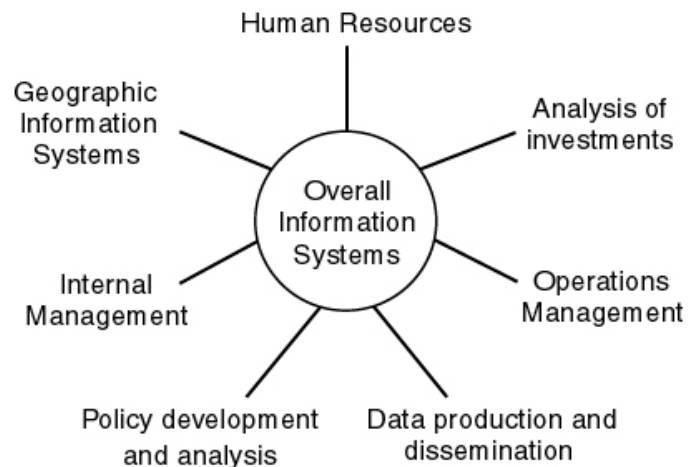 Human Resources
Geographic
Information
Systems
Analysis of
investments
Overall
Information
Systems
Internal
Management
Operations
Management
Policy development
and analysis
Data production and
dissemination